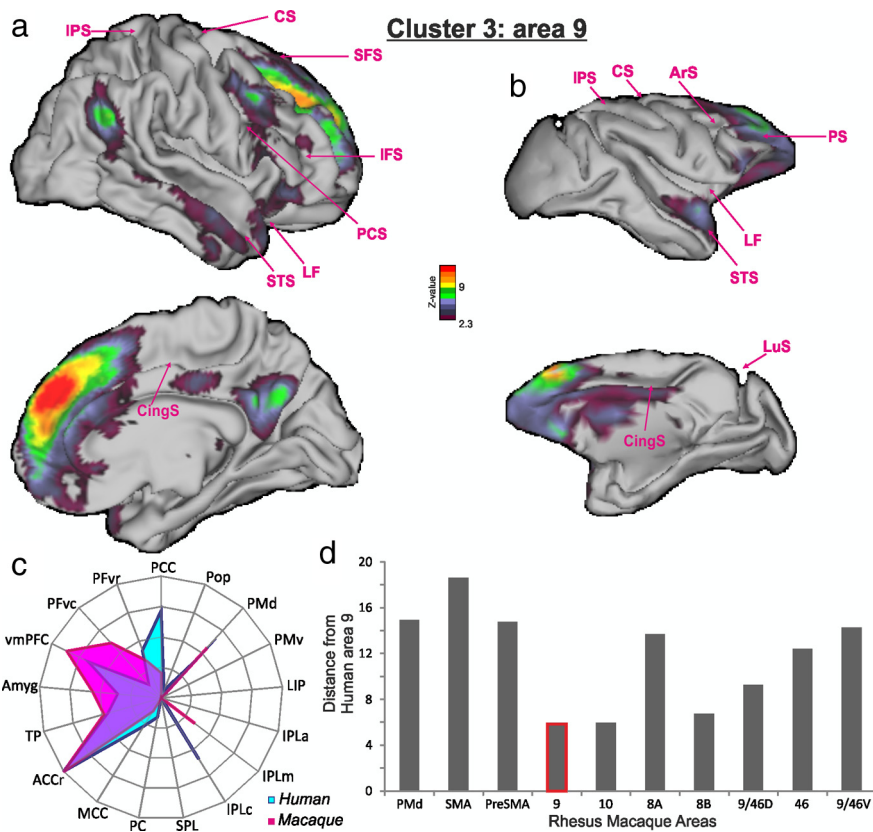 Cluster 3: area 9
a
IPS
CS
SFS
IFS
PCS
LF
STS
b
IPS
CS
ArS
PS
LF
STS
Z-value
9
2.3
CingS
LuS
CingS
c
PCC
Pop
PMd
PMv
LIP
IPLa
IPLm
IPLc
SPL
PC
MCC
ACCr
TP
Amyg
vmPFC
PFvc
PFvr
Human
Macaque
d
Distance from
Human area 9
20
16
12
8
4
0
PMd SMA PreSMA 9 10 8A 8B 9/46D 46 9/46V
Rhesus Macaque Areas